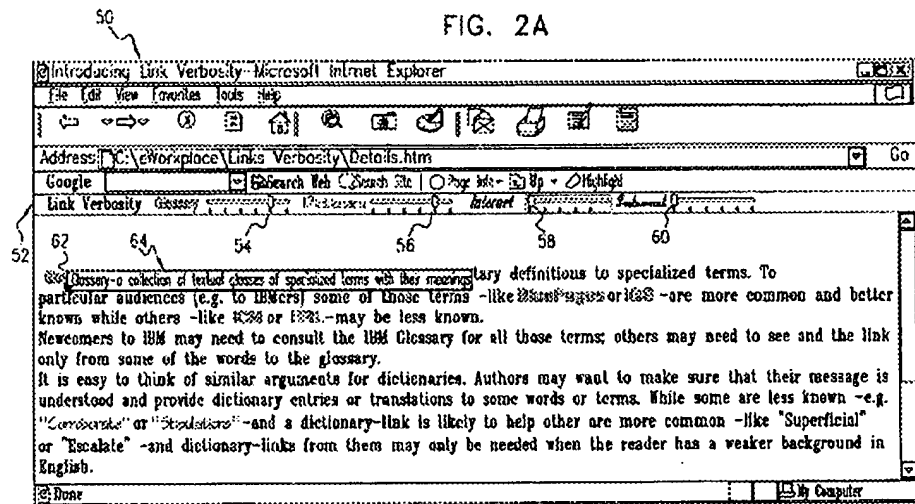 FIG. 2A
50
Introducing Link Verbosity-Microsoft Intrnet Explorer
File Edit View Favorites Tools Help
Address: C:\eWorkplace\Links Verbosity\Details.htm Go
Google Search Web Search Site Page Info Up Highlight
Link Verbosity Glossary Dictionary Internet
52 62 64 54 56 58 60
Glossary-a collection of textual glosses of specialized terms with their meanings tary definitions to specialized terms. To
particular audiences (e.g. to IBMers) some of those terms -like BluePages or -are more common and better
known while others -like or -may be less known.
Newcomers to IBM may need to consult the IBM Glossary for all those terms; others may need to see and the link
only from some of the words to the glossary.
It is easy to think of similar arguments for dictionaries. Authors may want to make sure that their message is
understood and provide dictionary entries or translations to some words or terms. While some are less known -e.g.
"Corroborate" or -and a dictionary-link is likely to help other are more common -like "Superficial"
or "Escalate" -and dictionary-links from them may only be needed when the reader has a weaker background in
English.
Done My Computer